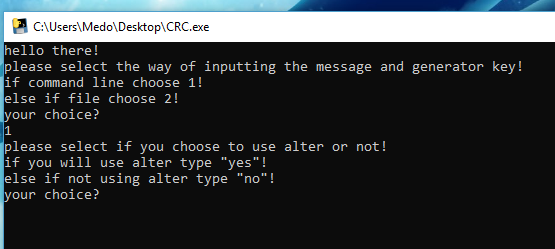 C:\Users\Medo\Desktop\CRC.exe
hello there!
please select the way of inputting the message and generator key!
if command line choose 1!
else if file choose 2!
your choice?
1
please select if you choose to use alter or not!
if you will use alter type "yes"!
else if not using alter type "no"!
your choice?